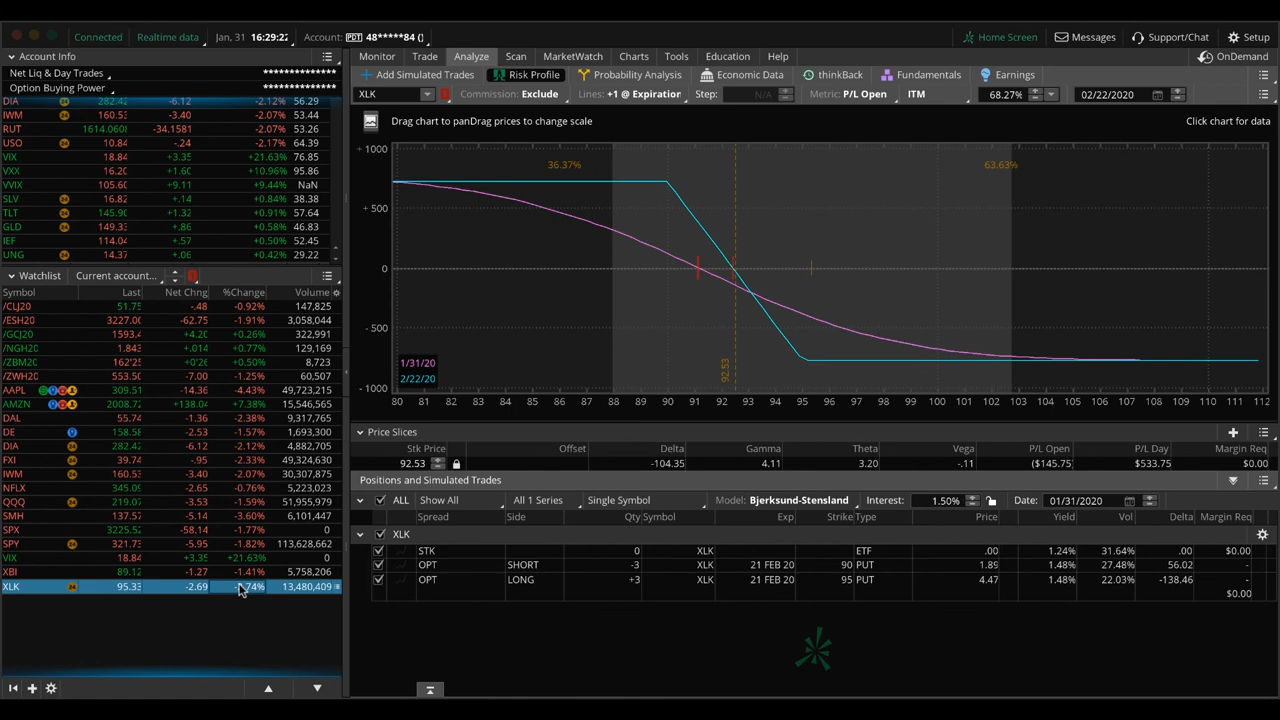 Connected Realtime data Jan, 31 16:29:22 Account: PDT 48*****84 ()
Home Screen Messages Support/Chat Setup
Account Info
Net Liq & Day Trades **************
Option Buying Power **************
DIA 24 282.42 -6.12 -2.12% 56.29
IWM 24 160.53 -3.40 -2.07% 53.44
RUT 1614.0608 -34.1581 -2.07% 53.26
USO 24 10.84 -.24 -2.17% 64.39
VIX 18.84 +3.35 +21.63% 76.85
VXX 16.20 +1.60 +10.96% 95.86
VVIX 105.60 +9.11 +9.44% NaN
SLV 24 16.82 +.14 +0.84% 38.38
TLT 24 145.90 +1.32 +0.91% 57.64
GLD 24 149.33 +.86 +0.58% 46.83
IEF 114.04 +.57 +0.50% 52.45
UNG 24 14.37 +.06 +0.42% 29.22
Watchlist Current account...
Symbol Last Net Chng %Change Volume
/CLJ20 51.75 -.48 -0.92% 147,825
/ESH20 3227.00 -62.75 -1.91% 3,058,044
/GCJ20 1593.4 +4.20 +0.26% 322,991
/NGH20 1.843 +.014 +0.77% 129,169
/ZBM20 162'25 +0'26 +0.50% 8,723
/ZWH20 553.50 -7.00 -1.25% 60,507
AAPL 309.51 -14.36 -4.43% 49,723,215
AMZN 2008.72 +138.04 +7.38% 15,546,565
DAL 55.74 -1.36 -2.38% 9,317,765
DE 158.58 -2.53 -1.57% 1,693,300
DIA 24 282.42 -6.12 -2.12% 4,882,705
FXI 24 39.74 -.95 -2.33% 49,324,630
IWM 24 160.53 -3.40 -2.07% 30,307,875
NFLX 345.09 -2.65 -0.76% 5,223,023
QQQ 24 219.07 -3.53 -1.59% 51,955,979
SMH 137.57 -5.14 -3.60% 6,101,447
SPX 3225.52 -58.14 -1.77% 0
SPY 24 321.73 -5.95 -1.82% 113,628,662
VIX 18.84 +3.35 +21.63% 0
XBI 89.12 -1.27 -1.41% 5,758,206
XLK 24 95.33 -2.69 .74% 13,480,409
Monitor Trade Analyze Scan MarketWatch Charts Tools Education Help OnDemand
Add Simulated Trades Risk Profile Probability Analysis Economic Data thinkBack Fundamentals Earnings
XLK Commission: Exclude Lines: +1 @ Expiration Step: N/A Metric: P/L Open ITM 68.27% 02/22/2020
Drag chart to panDrag prices to change scale Click chart for data
+ 1000
36.37% 63.63%
+ 500
0
- 500
1/31/20
2/22/20
92.53
- 1000
80 81 82 83 84 85 86 87 88 89 90 91 92 93 94 95 96 97 98 99 100 101 102 103 104 105 106 107 108 109 110 111 112
Price Slices
Stk Price Offset Delta Gamma Theta Vega P/L Open P/L Day Margin Req
92.53 -104.35 4.11 3.20 -.11 ($145.75) $533.75 $0.00
Positions and Simulated Trades
ALL Show All All 1 Series Single Symbol Model: Bjerksund-Stensland Interest: 1.50% Date: 01/31/2020
Spread Side Qty Symbol Exp Strike Type Price Yield Vol Delta Margin Req
XLK
STK 0 XLK ETF .00 1.24% 31.64% .00 $0.00
OPT SHORT -3 XLK 21 FEB 20 90 PUT 1.89 1.48% 27.48% 56.02 -
OPT LONG +3 XLK 21 FEB 20 95 PUT 4.47 1.48% 22.03% -138.46 -
$0.00